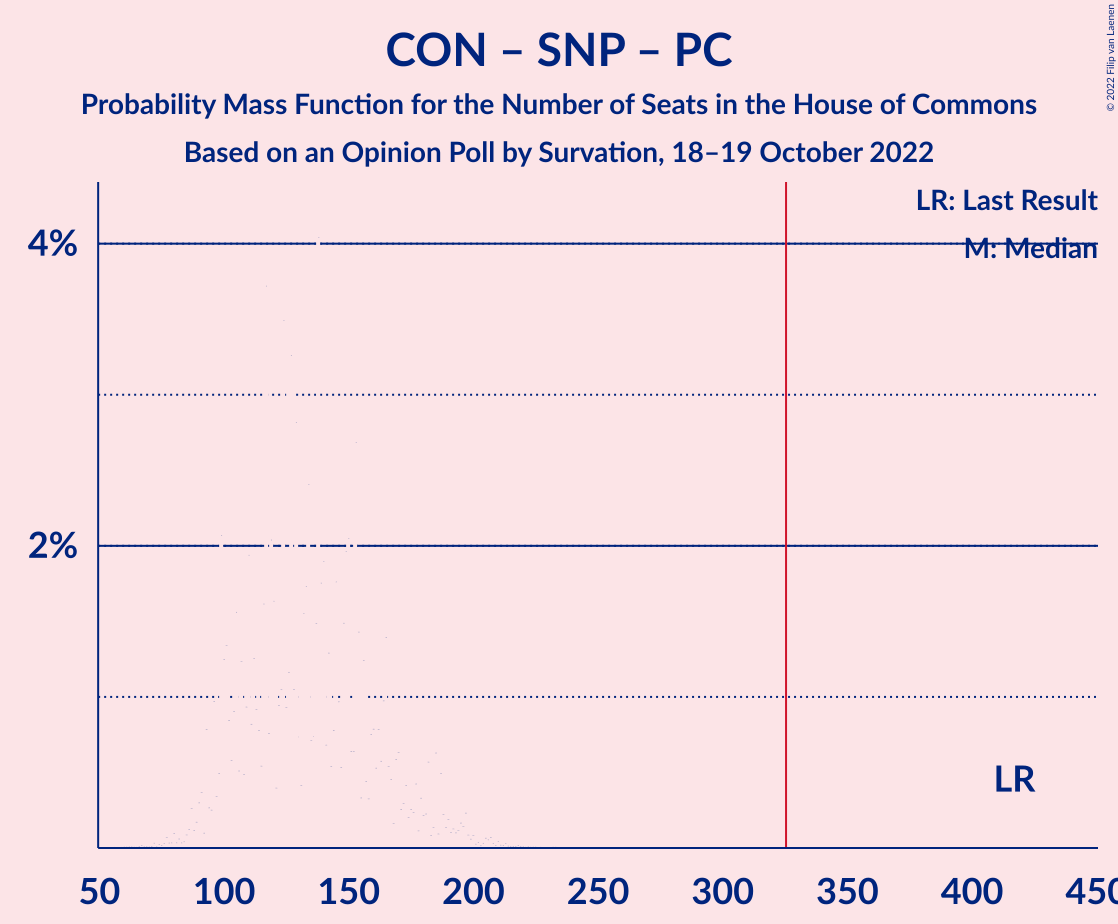 CON – SNP – PC
Probability Mass Function for the Number of Seats in the House of Commons
Based on an Opinion Poll by Survation, 18–19 October 2022
© 2022 Filip van Laenen
LR: Last Result
M: Median
4%
2%
LR
50 100 150 200 250 300 350 400 450